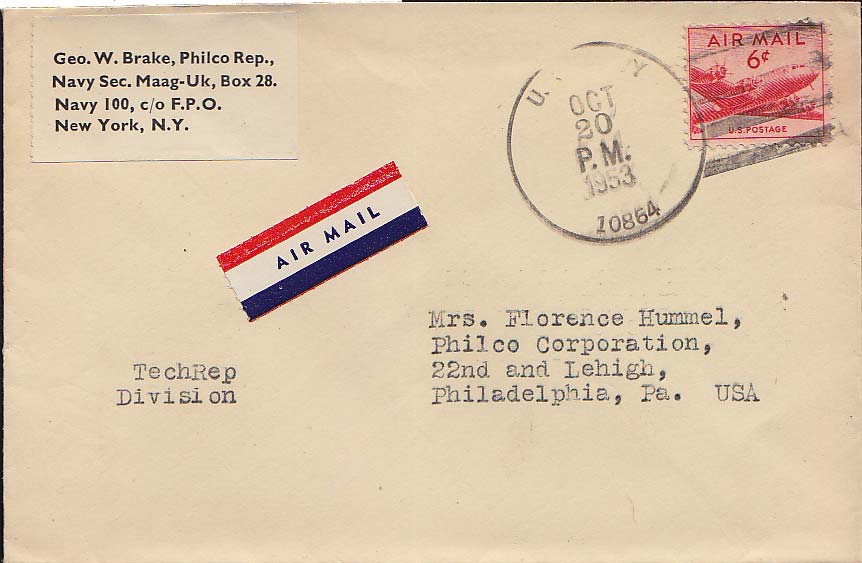 Geo. W. Brake, Philco Rep.,
Navy Sec. Maag-Uk, Box 28.
Navy 100, c/o F.P.O.
New York, N.Y.
AIR MAIL
6¢
U.S. POSTAGE
OCT
20
P.M.
1953
10864
AIR MAIL
Mrs. Florence Hummel,
Philco Corporation,
22nd and Lehigh,
Philadelphia, Pa. USA
TechRep
Division